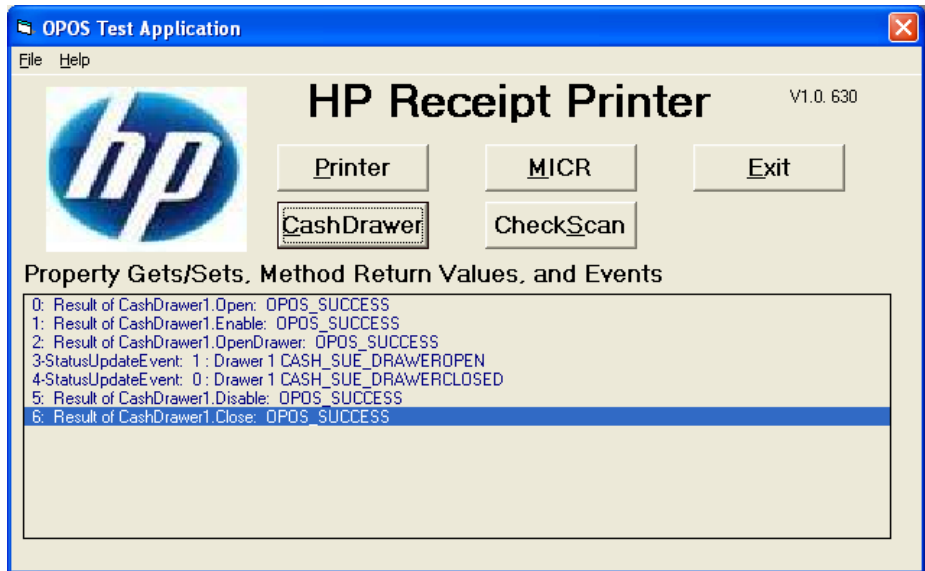 OPOS Test Application
File Help
hp
HP Receipt Printer V1.0. 630
Printer MICR Exit
CashDrawer CheckScan
Property Gets/Sets, Method Return Values, and Events
0: Result of CashDrawer1.Open: OPOS_SUCCESS
1: Result of CashDrawer1.Enable: OPOS_SUCCESS
2: Result of CashDrawer1.OpenDrawer: OPOS_SUCCESS
3-StatusUpdateEvent: 1 : Drawer 1 CASH_SUE_DRAWEROPEN
4-StatusUpdateEvent: 0 : Drawer 1 CASH_SUE_DRAWERCLOSED
5: Result of CashDrawer1.Disable: OPOS_SUCCESS
6: Result of CashDrawer1.Close: OPOS_SUCCESS